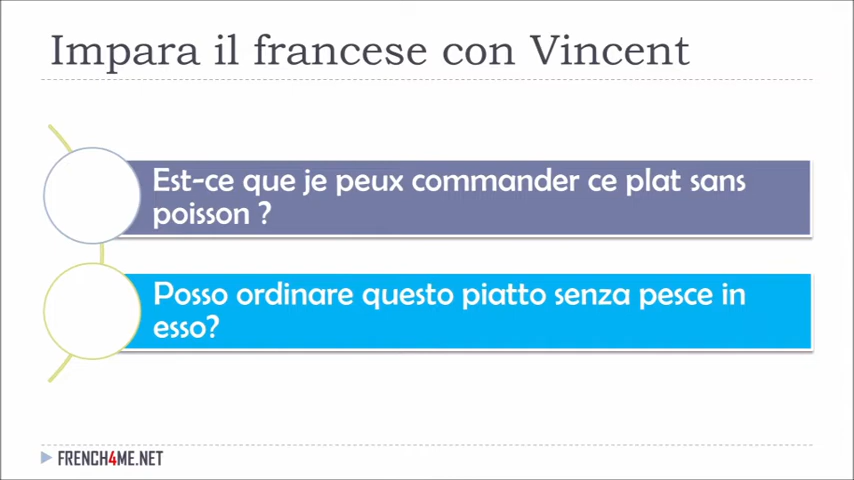 Impara il francese con Vincent
Est-ce que je peux commander ce plat sans
poisson ?
Posso ordinare questo piatto senza pesce in
esso?
FRENCH4ME.NET